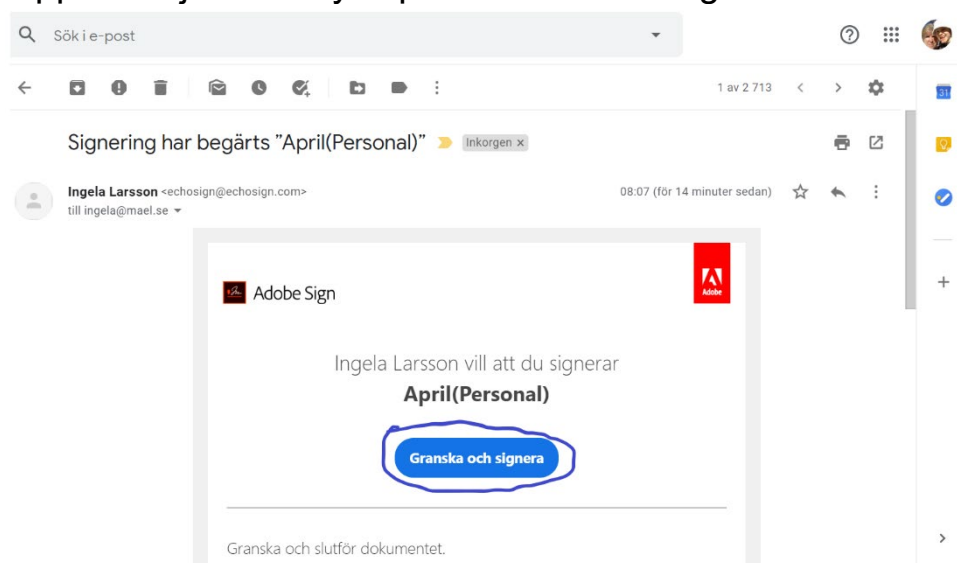 Sök i e-post
1 av 2 713
31
Signering har begärts ”April(Personal)”
Inkorgen x
Ingela Larsson <echosign@echosign.com>
08:07 (för 14 minuter sedan)
till ingela@mael.se
Adobe Sign
Adobe
Ingela Larsson vill att du signerar
April(Personal)
Granska och signera
Granska och slutför dokumentet.